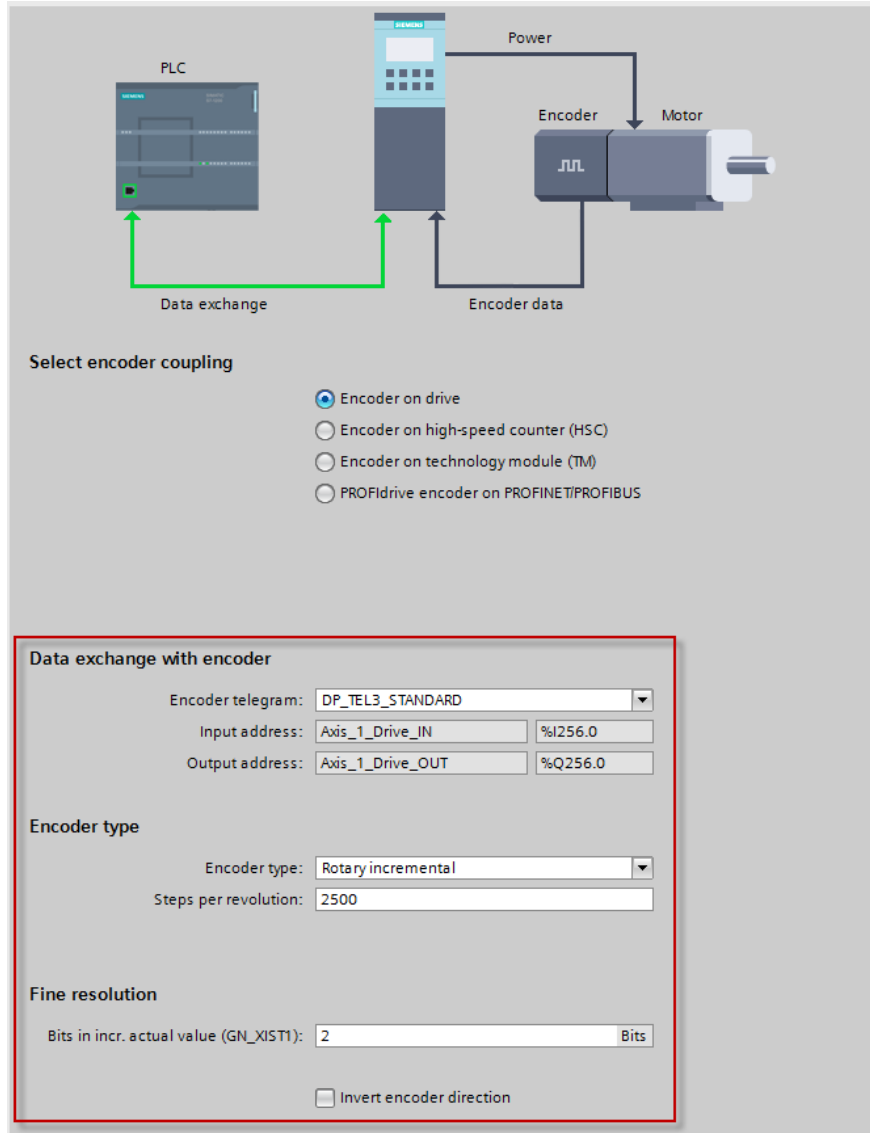 SIEMENS
Power
PLC
SIEMENS
Encoder
Motor
Data exchange
Encoder data
Select encoder coupling
Encoder on drive
Encoder on high-speed counter (HSC)
Encoder on technology module (TM)
PROFIdrive encoder on PROFINET/PROFIBUS
Data exchange with encoder
Encoder telegram: DP_TEL3_STANDARD
Input address: Axis_1_Drive_IN %I256.0
Output address: Axis_1_Drive_OUT %Q256.0
Encoder type
Encoder type: Rotary incremental
Steps per revolution: 2500
Fine resolution
Bits in incr. actual value (GN_XIST1): 2 Bits
Invert encoder direction